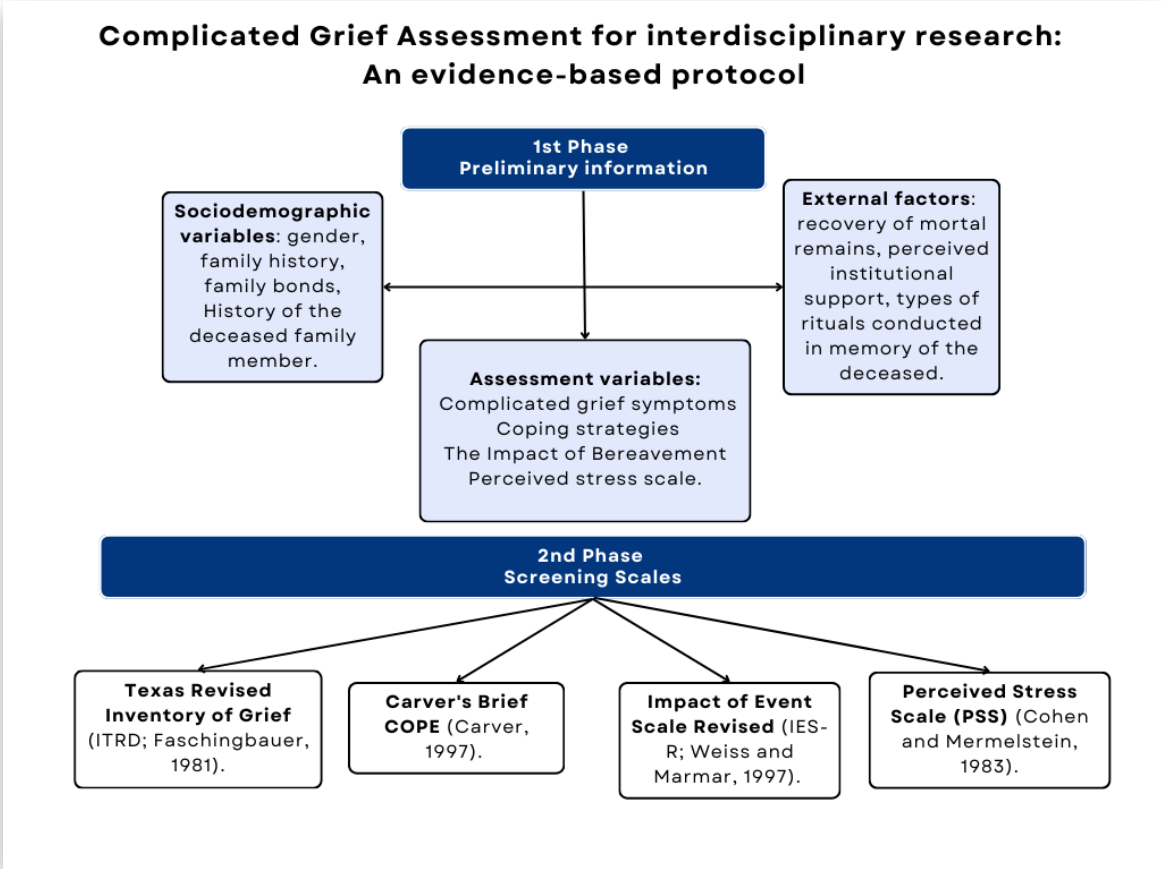 Complicated Grief Assessment for interdisciplinary research:
An evidence-based protocol
1st Phase
Preliminary information
Sociodemographic
variables: gender,
family history,
family bonds,
History of the
deceased family
member.
External factors:
recovery of mortal
remains, perceived
institutional
support, types of
rituals conducted
in memory of the
deceased.
Assessment variables:
Complicated grief symptoms
Coping strategies
The Impact of Bereavement
Perceived stress scale.
2nd Phase
Screening Scales
Texas Revised
Inventory of Grief
(ITRD; Faschingbauer,
1981).
Carver's Brief
COPE (Carver,
1997).
Impact of Event
Scale Revised (IES-
R; Weiss and
Marmar, 1997).
Perceived Stress
Scale (PSS) (Cohen
and Mermelstein,
1983).